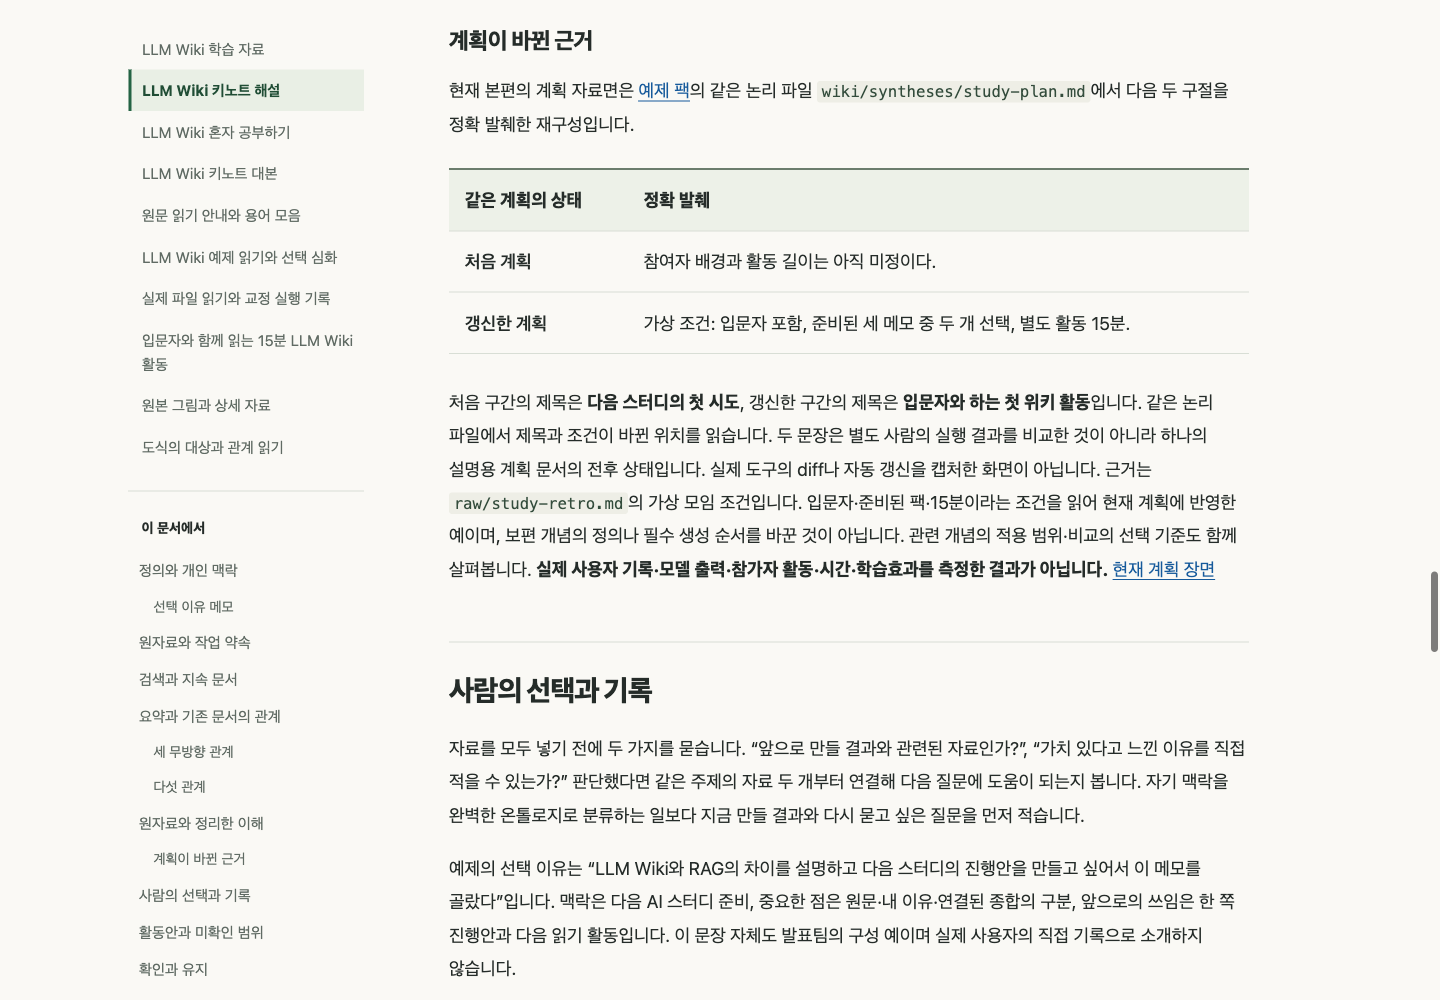 LLM Wiki 학습 자료
LLM Wiki 키노트 해설
LLM Wiki 혼자 공부하기
LLM Wiki 키노트 대본
원문 읽기 안내와 용어 모음
LLM Wiki 예제 읽기와 선택 심화
실제 파일 읽기와 교정 실행 기록
입문자와 함께 읽는 15분 LLM Wiki
활동
원본 그림과 상세 자료
도식의 대상과 관계 읽기
이 문서에서
정의와 개인 맥락
선택 이유 메모
원자료와 작업 약속
검색과 지속 문서
요약과 기존 문서의 관계
세 무방향 관계
다섯 관계
원자료와 정리한 이해
계획이 바뀐 근거
사람의 선택과 기록
활동안과 미확인 범위
확인과 유지
계획이 바뀐 근거
현재 본편의 계획 자료면은 예제 팩의 같은 논리 파일 wiki/syntheses/study-plan.md에서 다음 두 구절을
정확 발췌한 재구성입니다.
같은 계획의 상태 정확 발췌
처음 계획 참여자 배경과 활동 길이는 아직 미정이다.
갱신한 계획 가상 조건: 입문자 포함, 준비된 세 메모 중 두 개 선택, 별도 활동 15분.
처음 구간의 제목은 다음 스터디의 첫 시도, 갱신한 구간의 제목은 입문자와 하는 첫 위키 활동입니다. 같은 논리
파일에서 제목과 조건이 바뀐 위치를 읽습니다. 두 문장은 별도 사람의 실행 결과를 비교한 것이 아니라 하나의
설명용 계획 문서의 전후 상태입니다. 실제 도구의 diff나 자동 갱신을 캡처한 화면이 아닙니다. 근거는
raw/study-retro.md의 가상 모임 조건입니다. 입문자·준비된 팩·15분이라는 조건을 읽어 현재 계획에 반영한
예이며, 보편 개념의 정의나 필수 생성 순서를 바꾼 것이 아닙니다. 관련 개념의 적용 범위·비교의 선택 기준도 함께
살펴봅니다. 실제 사용자 기록·모델 출력·참가자 활동·시간·학습효과를 측정한 결과가 아닙니다. 현재 계획 장면
사람의 선택과 기록
자료를 모두 넣기 전에 두 가지를 묻습니다. “앞으로 만들 결과와 관련된 자료인가?”, “가치 있다고 느낀 이유를 직접
적을 수 있는가?” 판단했다면 같은 주제의 자료 두 개부터 연결해 다음 질문에 도움이 되는지 봅니다. 자기 맥락을
완벽한 온톨로지로 분류하는 일보다 지금 만들 결과와 다시 묻고 싶은 질문을 먼저 적습니다.
예제의 선택 이유는 “LLM Wiki와 RAG의 차이를 설명하고 다음 스터디의 진행안을 만들고 싶어서 이 메모를
골랐다”입니다. 맥락은 다음 AI 스터디 준비, 중요한 점은 원문·내 이유·연결된 종합의 구분, 앞으로의 쓰임은 한 쪽
진행안과 다음 읽기 활동입니다. 이 문장 자체도 발표팀의 구성 예이며 실제 사용자의 직접 기록으로 소개하지
않습니다.